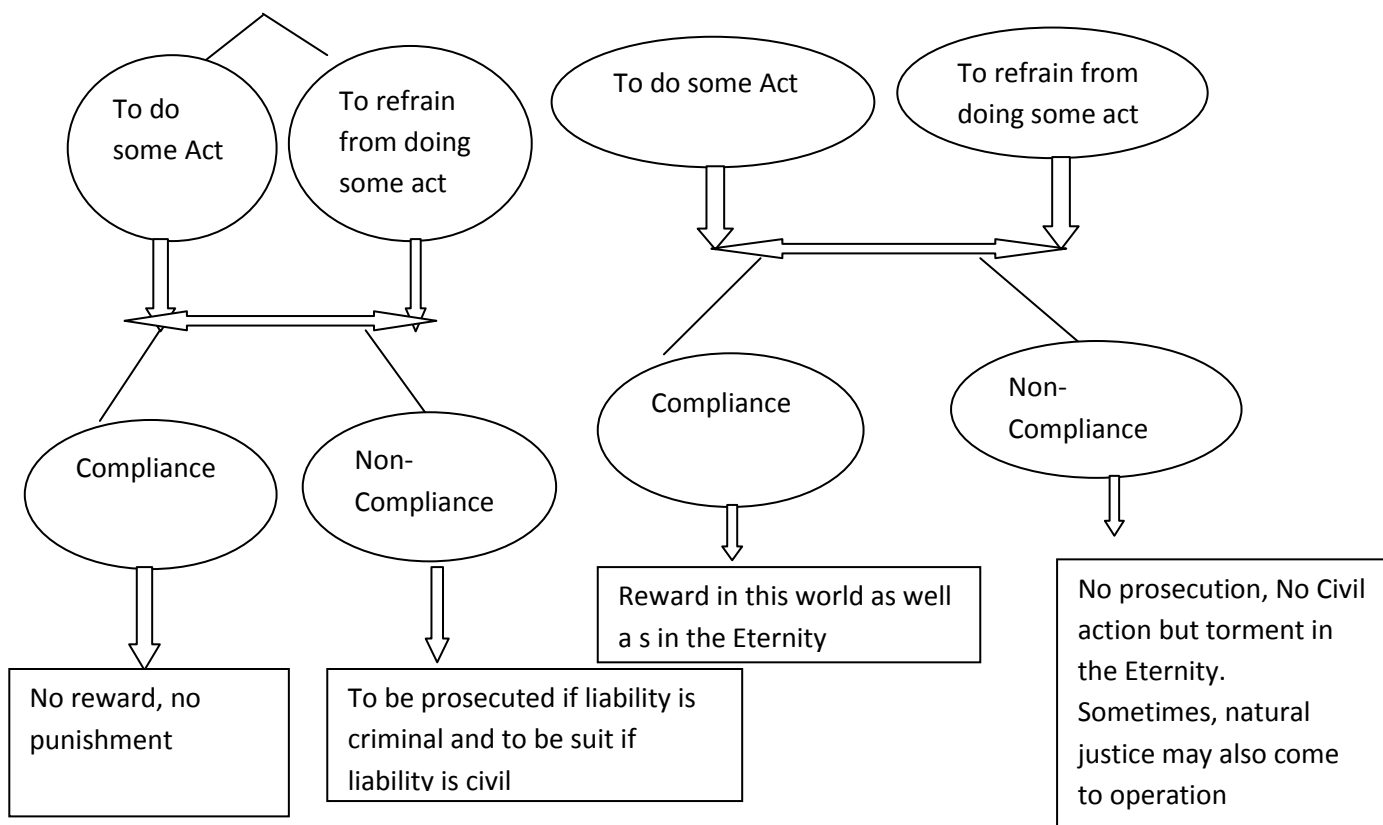 To do
some Act
To refrain
from doing
some act
To do some Act
To refrain from
doing some act
Compliance
Non-
Compliance
Compliance
Non-
Compliance
No reward, no
punishment
To be prosecuted if liability is
criminal and to be suit if
liability is civil
Reward in this world as well
a s in the Eternity
No prosecution, No Civil
action but torment in
the Eternity.
Sometimes, natural
justice may also come
to operation